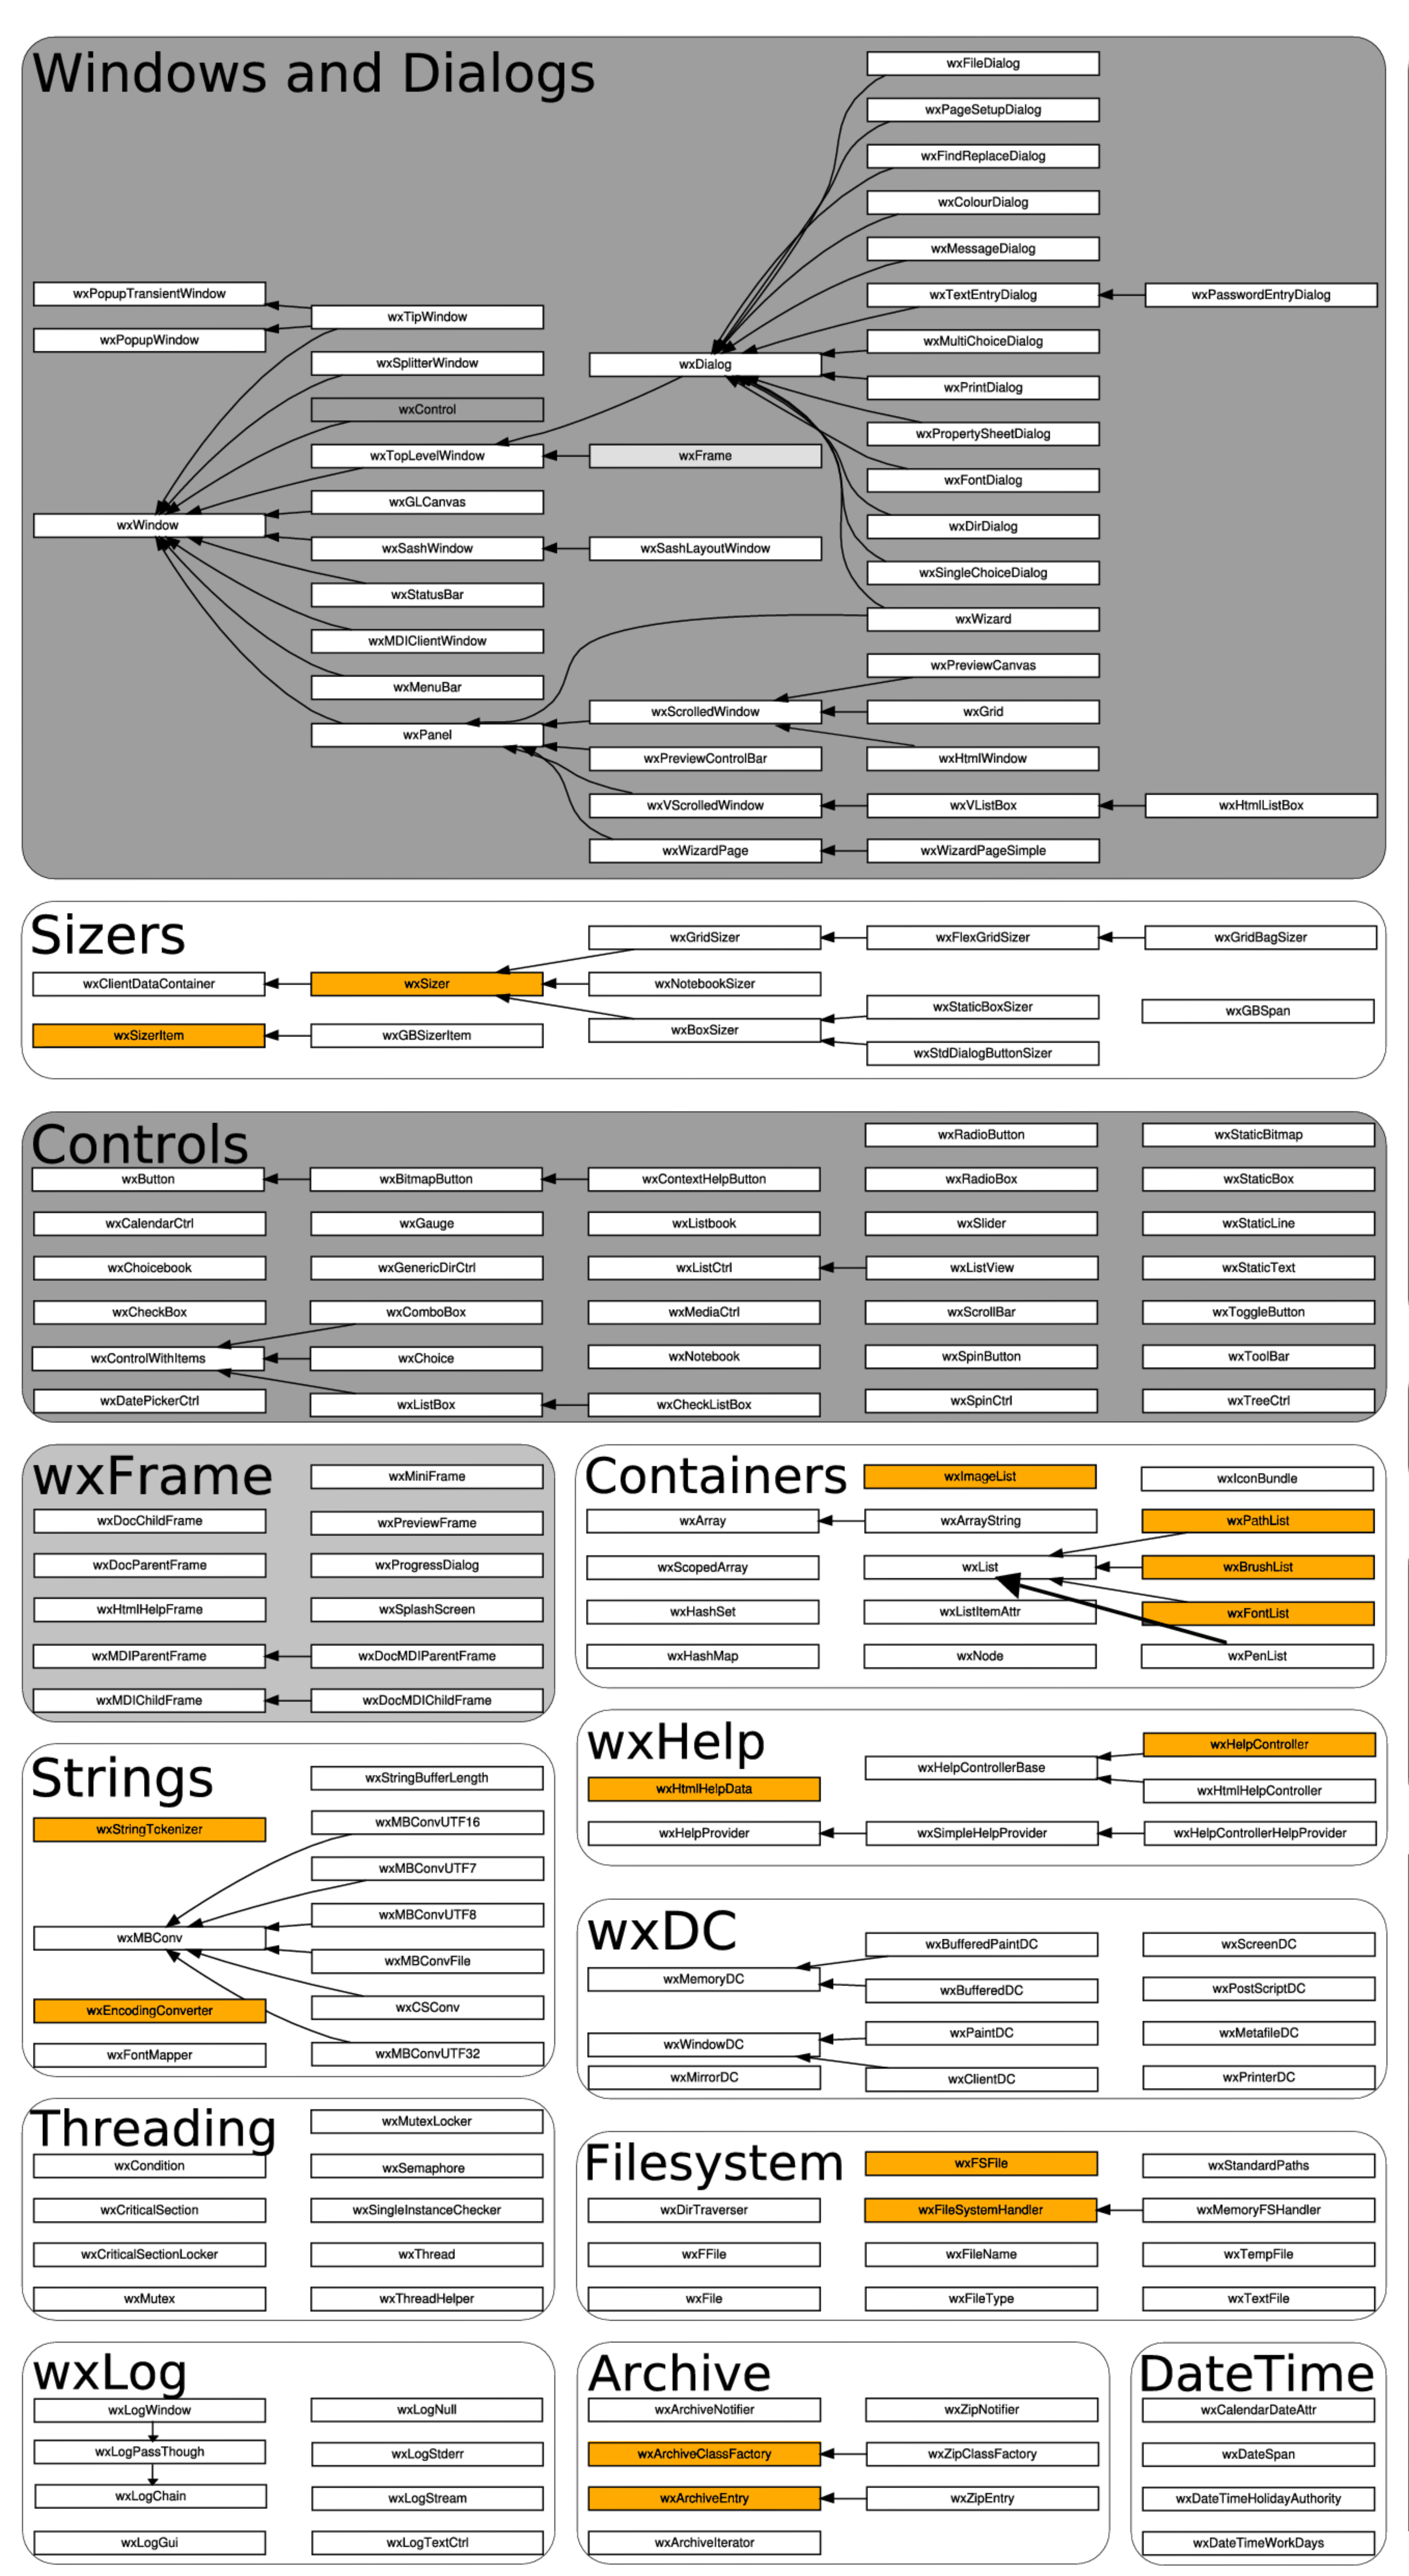 Windows and Dialogs
wxFileDialog
wxPageSetupDialog
wxFindReplaceDialog
wxColourDialog
wxMessageDialog
wxPopupTransientWindow
wxTextEntryDialog
wxPasswordEntryDialog
wxTipWindow
wxPopupWindow
wxMultiChoiceDialog
wxSplitterWindow
wxDialog
wxPrintDialog
wxControl
wxPropertySheetDialog
wxTopLevelWindow
wxFrame
wxFontDialog
wxGLCanvas
wxWindow
wxDirDialog
wxSashWindow
wxSashLayoutWindow
wxSingleChoiceDialog
wxStatusBar
wxWizard
wxMDIClientWindow
wxPreviewCanvas
wxMenuBar
wxScrolledWindow
wxGrid
wxPanel
wxPreviewControlBar
wxHtmlWindow
wxVScrolledWindow
wxVListBox
wxHtmlListBox
wxWizardPage
wxWizardPageSimple
Sizers
wxGridSizer
wxFlexGridSizer
wxGridBagSizer
wxClientDataContainer
wxSizer
wxNotebookSizer
wxStaticBoxSizer
wxGBSpan
wxSizerItem
wxGBSizerItem
wxBoxSizer
wxStdDialogButtonSizer
Controls
wxRadioButton
wxStaticBitmap
wxButton
wxBitmapButton
wxContextHelpButton
wxRadioBox
wxStaticBox
wxCalendarCtrl
wxGauge
wxListbook
wxSlider
wxStaticLine
wxChoicebook
wxGenericDirCtrl
wxListCtrl
wxListView
wxStaticText
wxCheckBox
wxComboBox
wxMediaCtrl
wxScrollBar
wxToggleButton
wxControlWithItems
wxChoice
wxNotebook
wxSpinButton
wxToolBar
wxDatePickerCtrl
wxListBox
wxCheckListBox
wxSpinCtrl
wxTreeCtrl
wxFrame
wxMiniFrame
wxDocChildFrame
wxPreviewFrame
wxDocParentFrame
wxProgressDialog
wxHtmlHelpFrame
wxSplashScreen
wxMDIParentFrame
wxDocMDIParentFrame
wxMDIChildFrame
wxDocMDIChildFrame
Containers
wxImageList
wxIconBundle
wxArray
wxArrayString
wxPathList
wxScopedArray
wxList
wxBrushList
wxHashSet
wxListItemAttr
wxFontList
wxHashMap
wxNode
wxPenList
wxHelp
wxHelpController
wxHelpControllerBase
wxHtmlHelpData
wxHtmlHelpController
wxHelpProvider
wxSimpleHelpProvider
wxHelpControllerHelpProvider
Strings
wxStringBufferLength
wxStringTokenizer
wxMBConvUTF16
wxMBConvUTF7
wxMBConvUTF8
wxMBConv
wxMBConvFile
wxEncodingConverter
wxCSConv
wxFontMapper
wxMBConvUTF32
wxDC
wxBufferedPaintDC
wxScreenDC
wxMemoryDC
wxBufferedDC
wxPostScriptDC
wxWindowDC
wxPaintDC
wxMetafileDC
wxMirrorDC
wxClientDC
wxPrinterDC
Threading
wxMutexLocker
wxCondition
wxSemaphore
wxCriticalSection
wxSingleInstanceChecker
wxCriticalSectionLocker
wxThread
wxMutex
wxThreadHelper
Filesystem
wxFSFile
wxStandardPaths
wxDirTraverser
wxFileSystemHandler
wxMemoryFSHandler
wxFFile
wxFileName
wxTempFile
wxFile
wxFileType
wxTextFile
wxLog
wxLogWindow
wxLogNull
wxLogPassThough
wxLogStderr
wxLogChain
wxLogStream
wxLogGui
wxLogTextCtrl
Archive
wxArchiveNotifier
wxZipNotifier
wxArchiveClassFactory
wxZipClassFactory
wxArchiveEntry
wxZipEntry
wxArchiveIterator
DateTime
wxCalendarDateAttr
wxDateSpan
wxDateTimeHolidayAuthority
wxDateTimeWorkDays